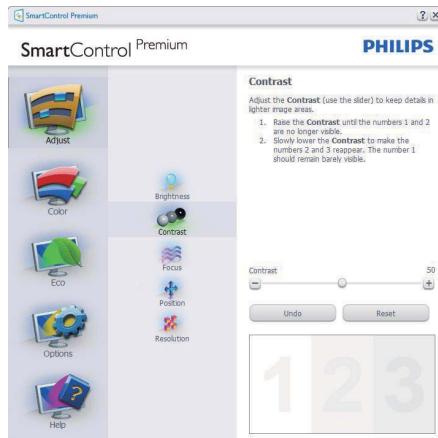 SmartControl Premium
? X
SmartControl Premium
PHILIPS
Adjust
Color
Eco
Options
Help
Brightness
Contrast
Focus
Position
Resolution
Contrast
Adjust the Contrast (use the slider) to keep details in
lighter image areas.
1. Raise the Contrast until the numbers 1 and 2
are no longer visible.
2. Slowly lower the Contrast to make the
numbers 2 and 3 reappear. The number 1
should remain barely visible.
Contrast 50
Undo Reset
1 2 3